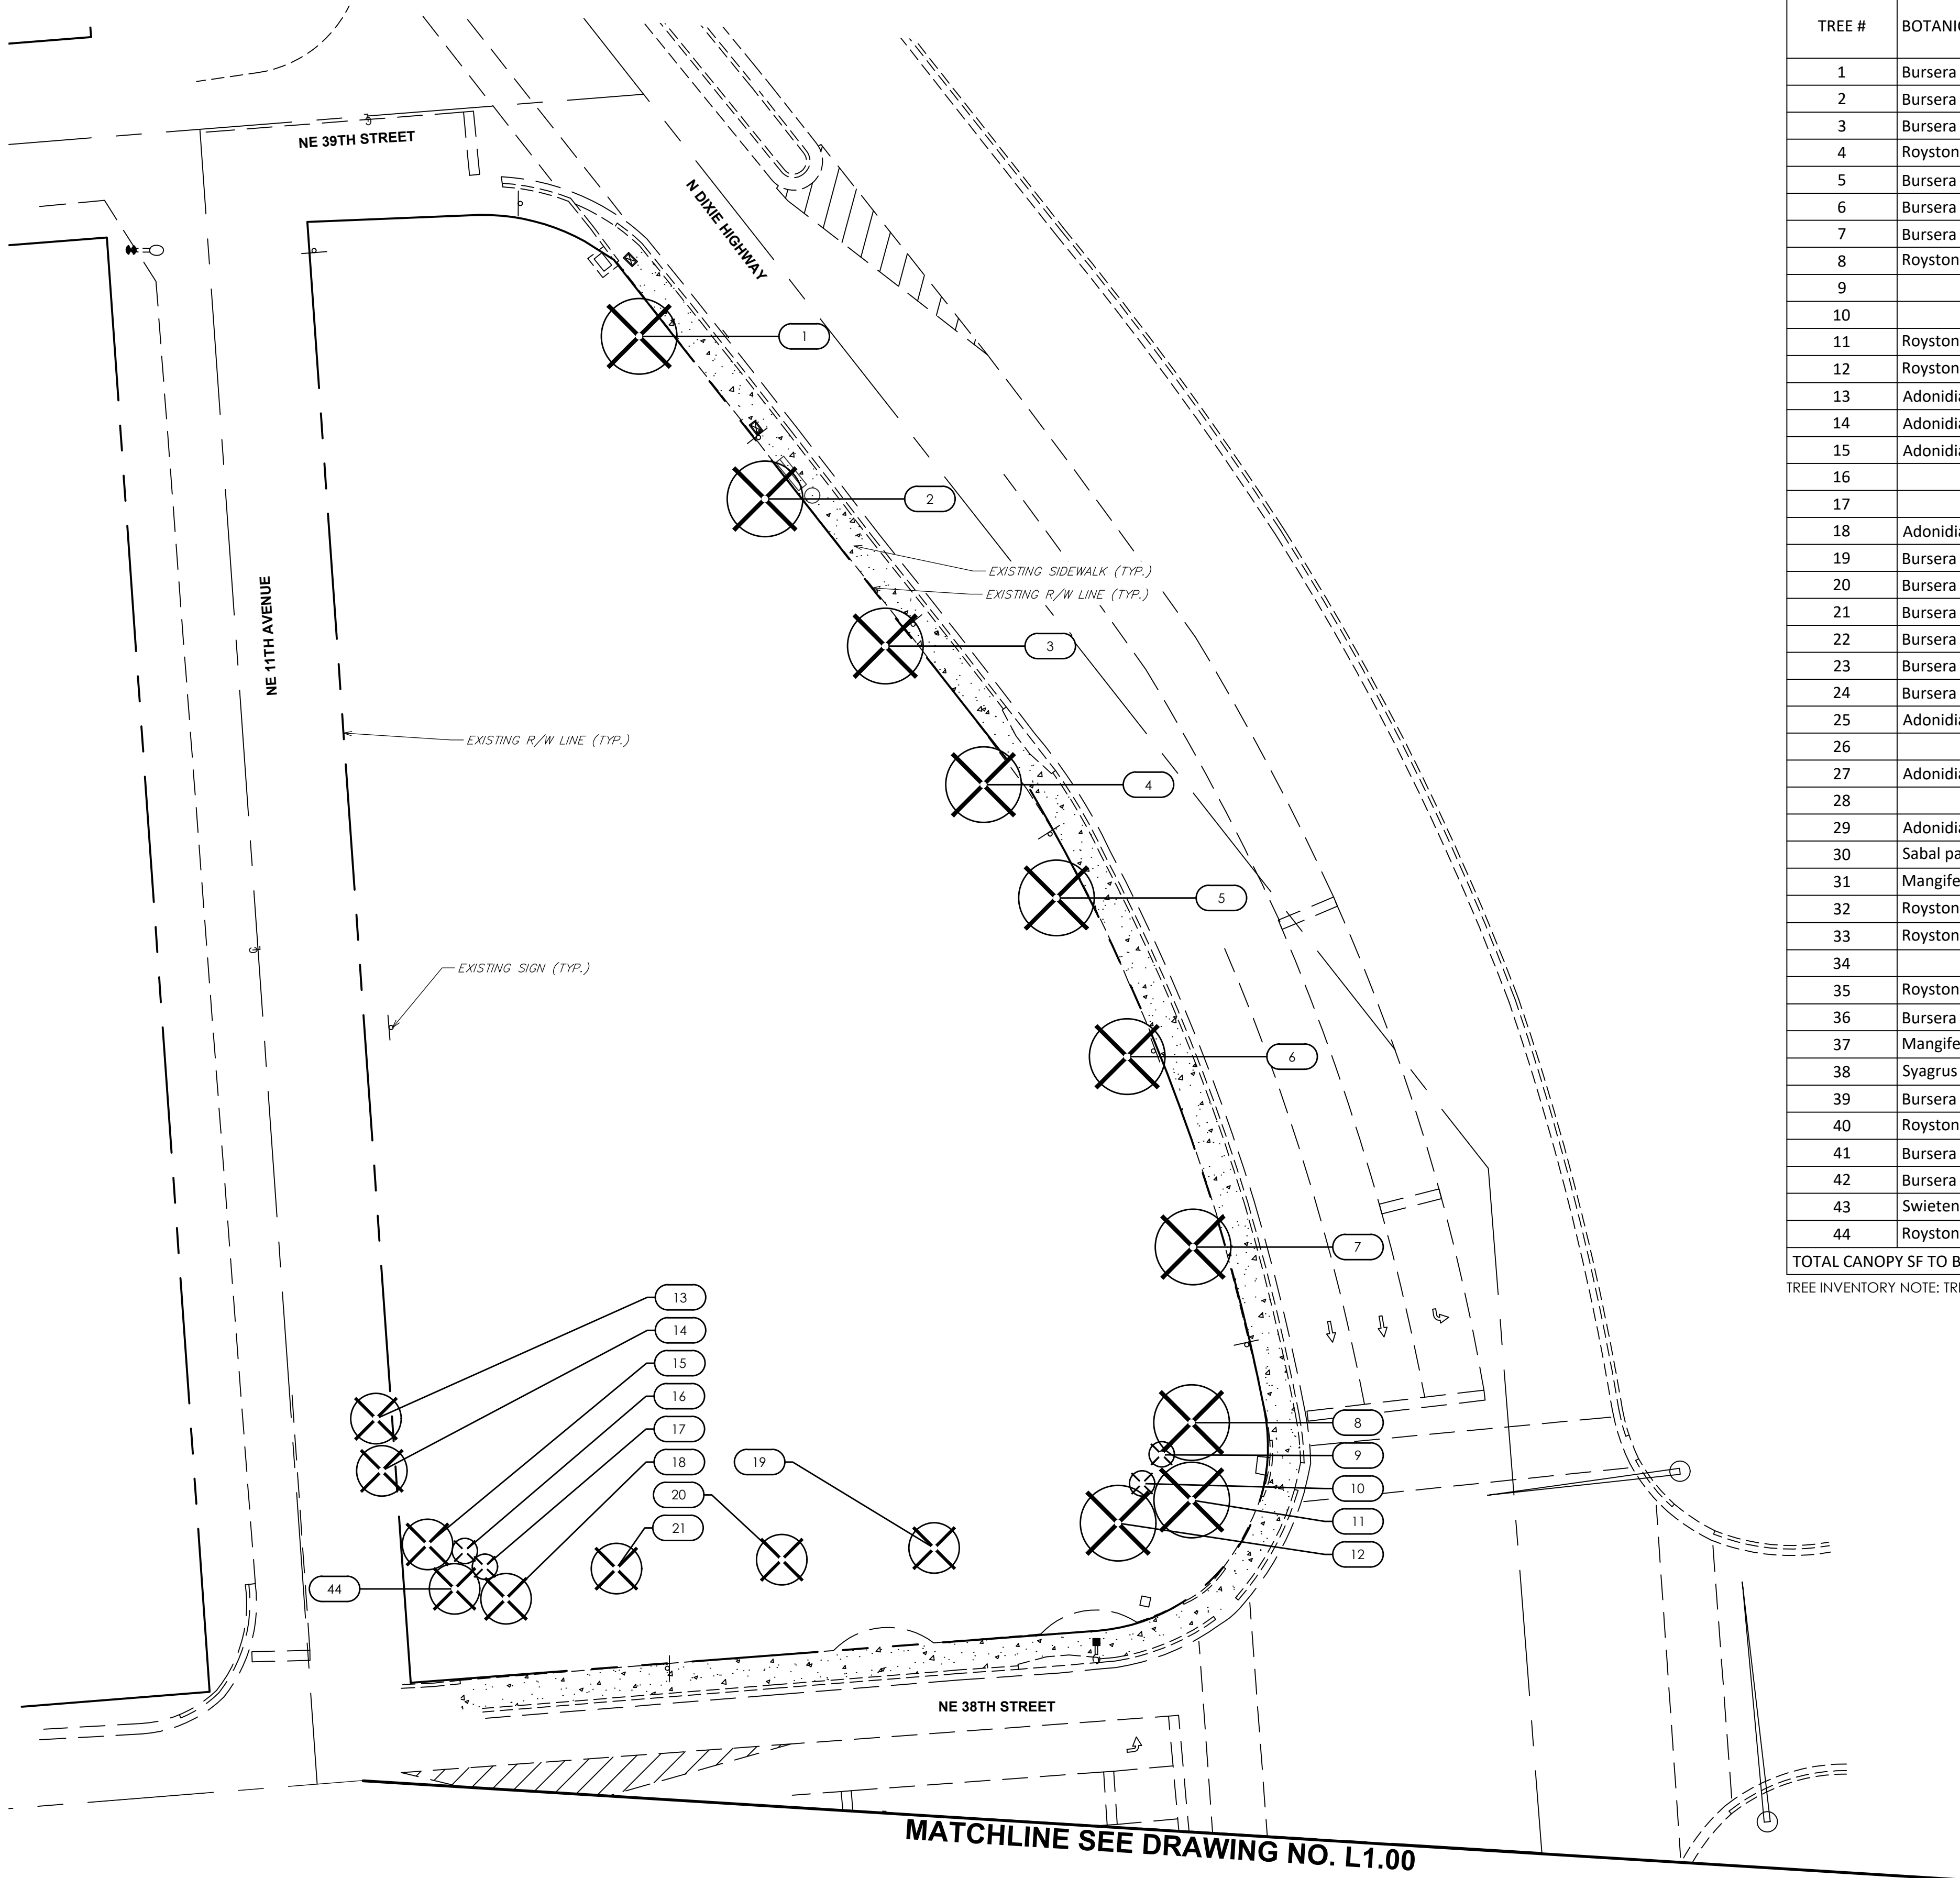 NE 39TH STREET
N DIXIE HIGHWAY
1
2
EXISTING SIDEWALK (TYP.)
EXISTING R/W LINE (TYP.)
NE 11TH AVENUE
3
EXISTING R/W LINE (TYP.)
4
5
EXISTING SIGN (TYP.)
6
7
13
14
15
16
17
18
19
20
21
44
8
9
10
11
12
NE 38TH STREET
MATCHLINE SEE DRAWING NO. L1.00
TREE # BOTANI
1 Bursera
2 Bursera
3 Bursera
4 Royston
5 Bursera
6 Bursera
7 Bursera
8 Royston
9
10
11 Royston
12 Royston
13 Adonidi
14 Adonidi
15 Adonidi
16
17
18 Adonidi
19 Bursera
20 Bursera
21 Bursera
22 Bursera
23 Bursera
24 Bursera
25 Adonidi
26
27 Adonidi
28
29 Adonidi
30 Sabal pa
31 Mangife
32 Royston
33 Royston
34
35 Royston
36 Bursera
37 Mangife
38 Syagrus
39 Bursera
40 Royston
41 Bursera
42 Bursera
43 Swieten
44 Royston
TOTAL CANOPY SF TO B
TREE INVENTORY NOTE: TR